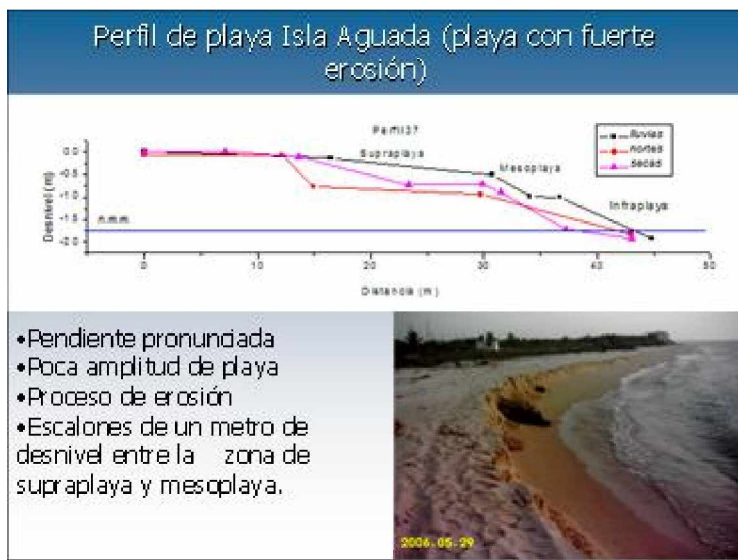 Perfil de playa Isla Aguada (playa con fuerte
erosión)
Perfil37
Supraplaya
Mesoplaya
Infraplaya
lluvias
nortes
secas
Desnivel (m)
0.0
-0.5
-1.0
-1.5
-2.0
n.m.m.
0
10
20
30
40
50
Distancia (m)
•Pendiente pronunciada
•Poca amplitud de playa
•Proceso de erosión
•Escalones de un metro de
desnivel entre la zona de
supraplaya y mesoplaya.
2006.05.29